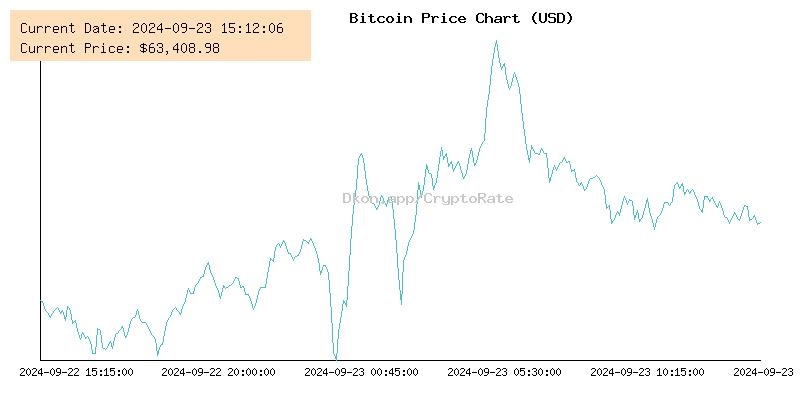 Bitcoin Price Chart (USD)
Current Date: 2024-09-23 15:12:06
Current Price: $63,408.98
Dkon.app/CryptoRate
2024-09-22 15:15:00 2024-09-22 20:00:00 2024-09-23 00:45:00 2024-09-23 05:30:00 2024-09-23 10:15:00 2024-09-23